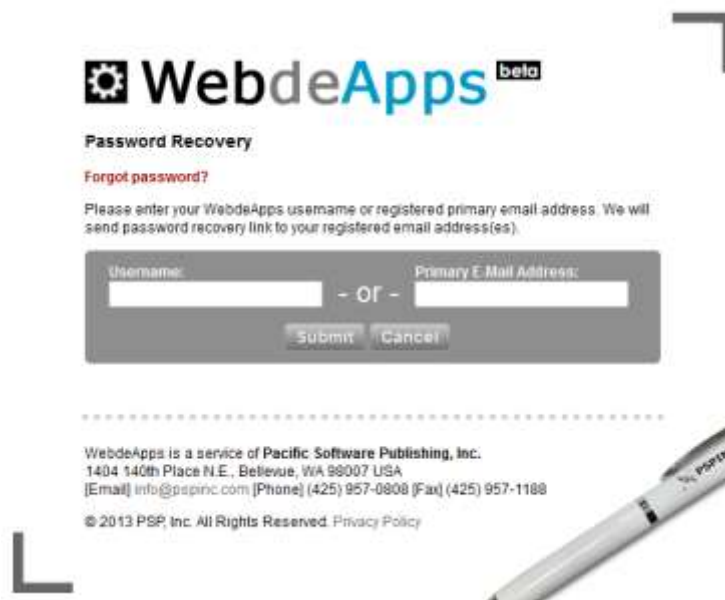 WebdeApps beta
Password Recovery
Forgot password?
Please enter your WebdeApps username or registered primary email address. We will
send password recovery link to your registered email address(es).
Username:
Primary E-Mail Address:
- or -
Submit Cancel
WebdeApps is a service of Pacific Software Publishing, Inc.
1404 140th Place N.E., Bellevue, WA 98007 USA
[Email] info@pspinc.com [Phone] (425) 957-0808 [Fax] (425) 957-1188
© 2013 PSP, Inc. All Rights Reserved. Privacy Policy